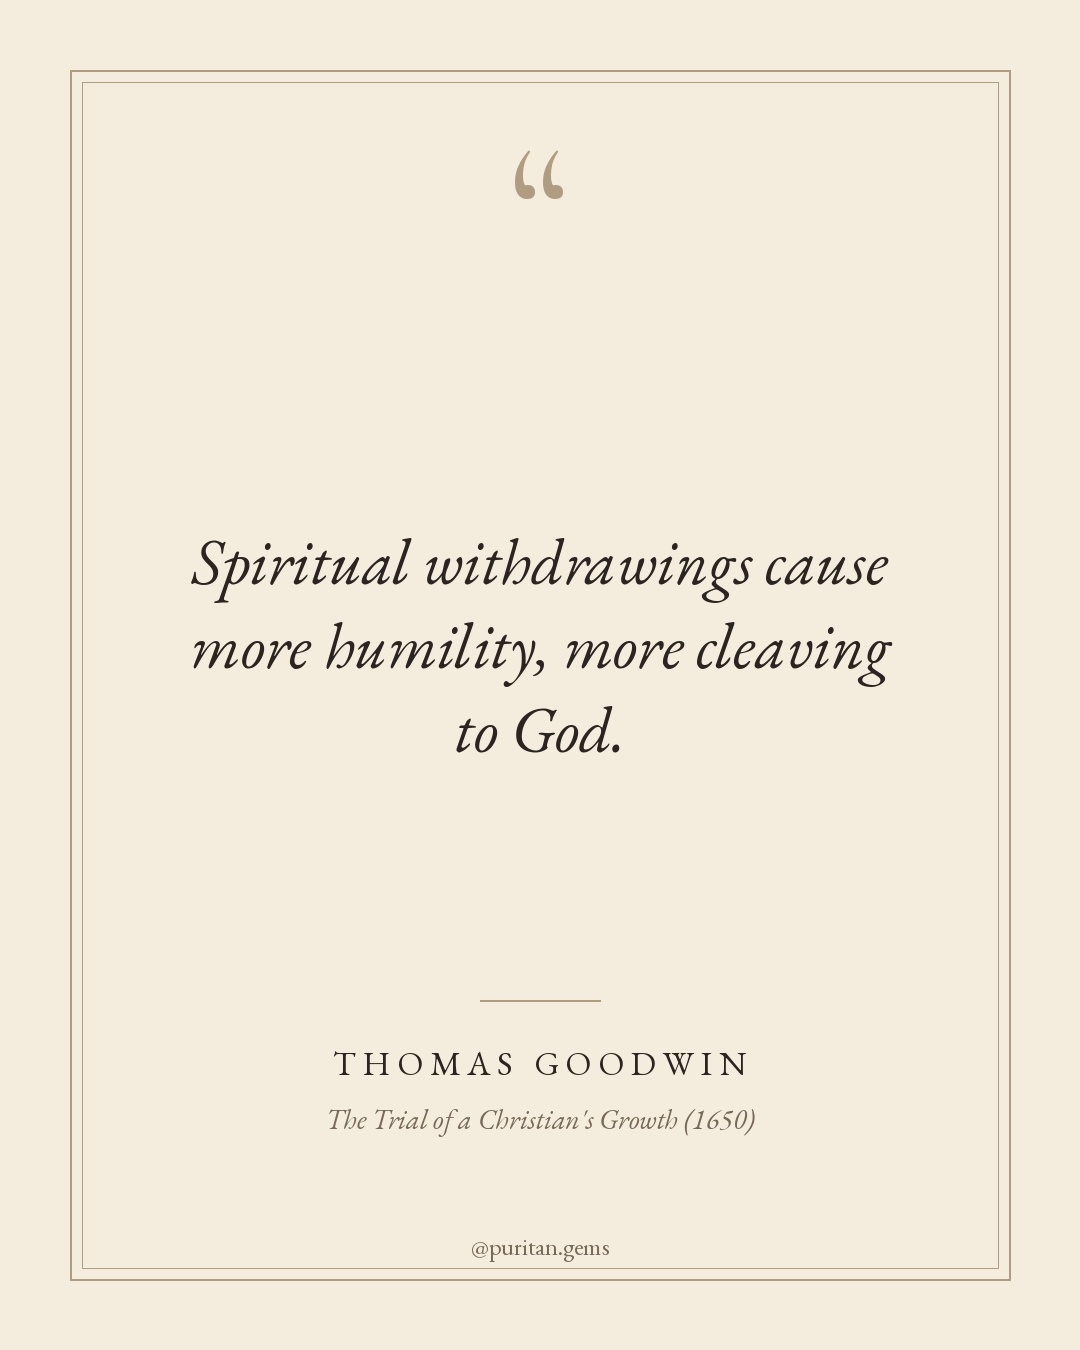 “
Spiritual withdrawings cause
more humility, more cleaving
to God.
THOMAS GOODWIN
The Trial of a Christian's Growth (1650)
@puritan.gems